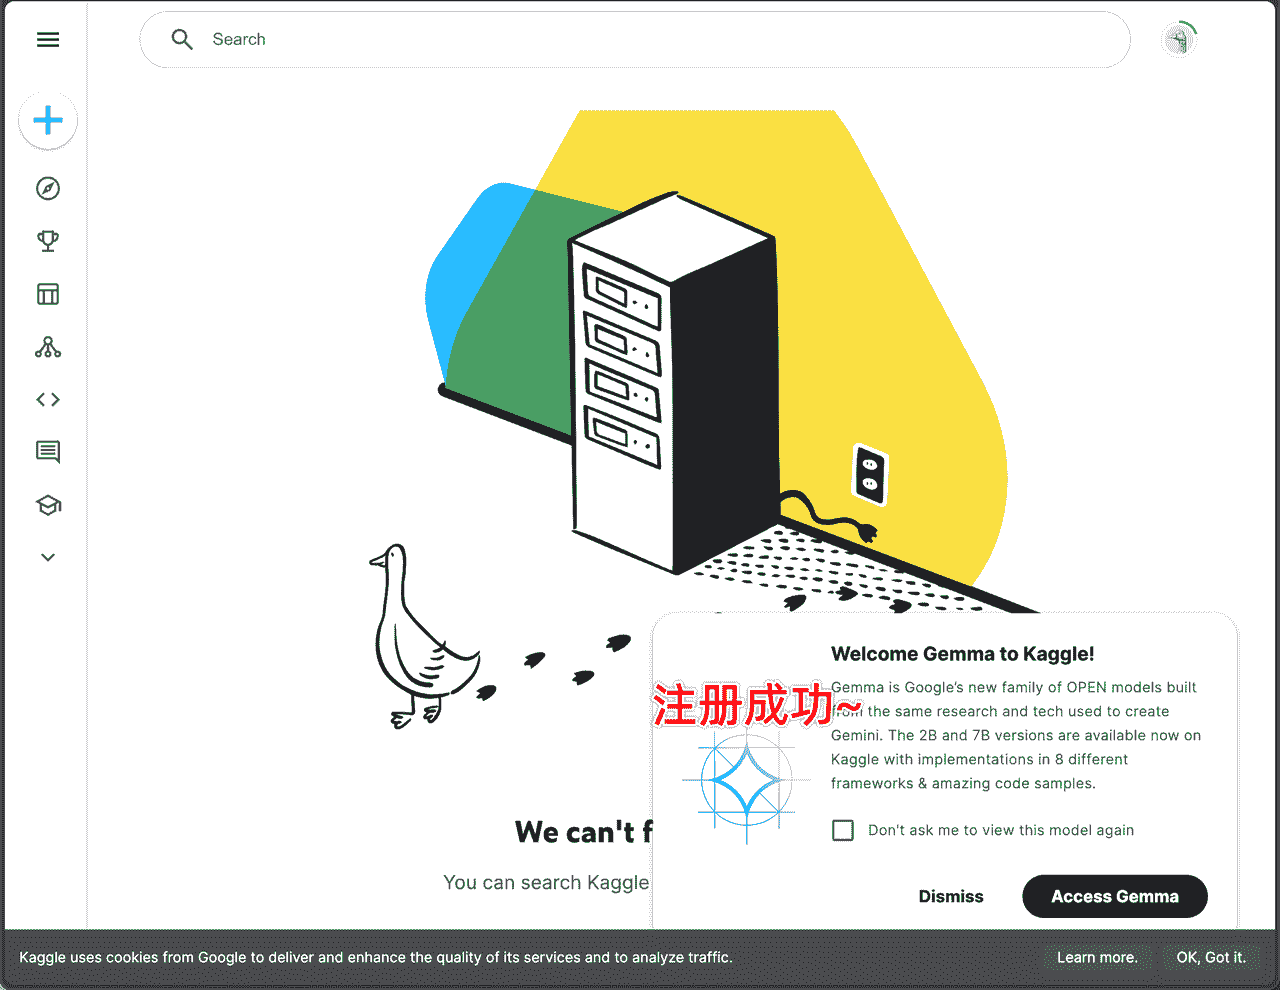 Search
Welcome Gemma to Kaggle!
Gemma is Google's new family of OPEN models built
from the same research and tech used to create
Gemini. The 2B and 7B versions are available now on
Kaggle with implementations in 8 different
frameworks & amazing code samples.
注册成功~
Don't ask me to view this model again
We can't f
You can search Kaggle
Dismiss
Access Gemma
Kaggle uses cookies from Google to deliver and enhance the quality of its services and to analyze traffic.
Learn more.
OK, Got it.